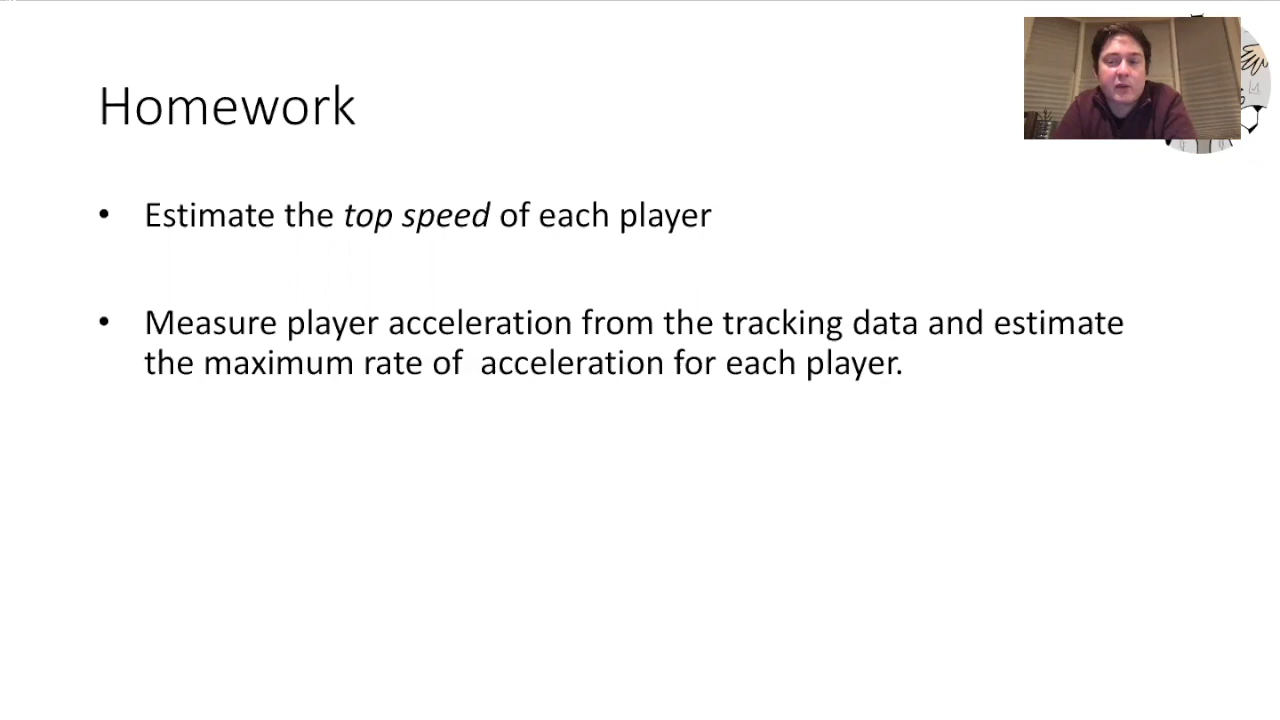 Homework
• Estimate the top speed of each player
• Measure player acceleration from the tracking data and estimate
the maximum rate of  acceleration for each player.